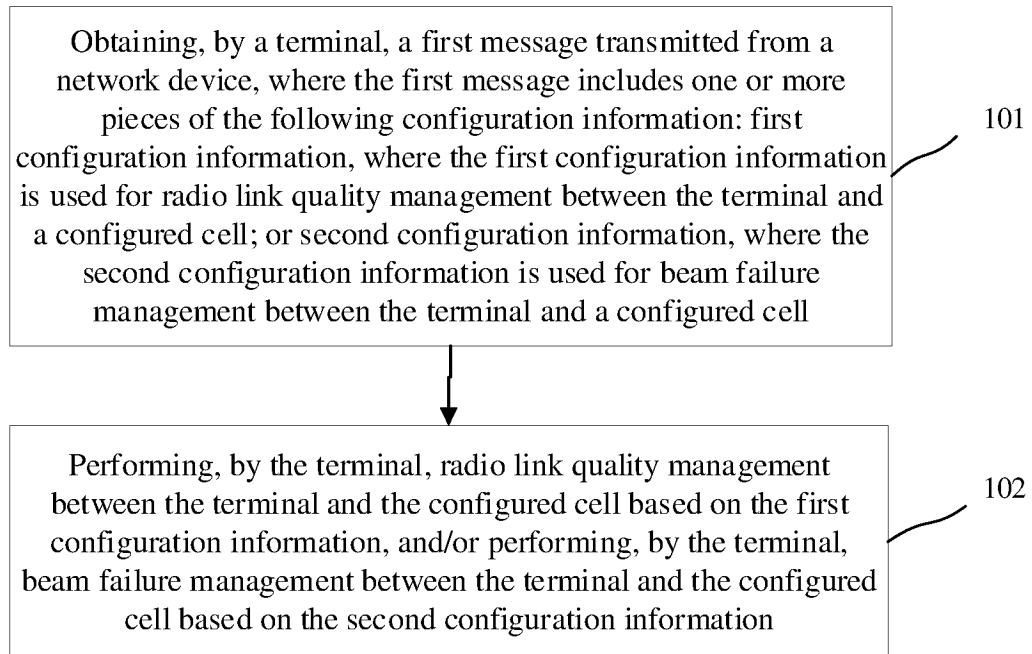 Obtaining, by a terminal, a first message transmitted from a
network device, where the first message includes one or more
pieces of the following configuration information: first
configuration information, where the first configuration information
is used for radio link quality management between the terminal and
a configured cell; or second configuration information, where the
second configuration information is used for beam failure
management between the terminal and a configured cell
101
Performing, by the terminal, radio link quality management
between the terminal and the configured cell based on the first
configuration information, and/or performing, by the terminal,
beam failure management between the terminal and the configured
cell based on the second configuration information
102